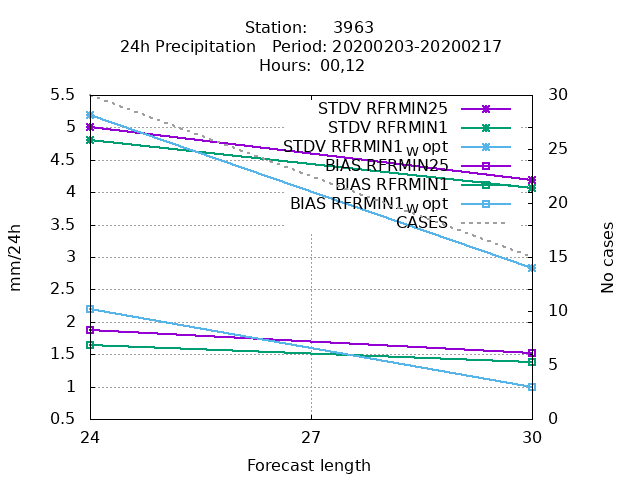 Station: 3963
24h Precipitation Period: 20200203-20200217
Hours: 00,12
5.5
5
4.5
4
3.5
3
2.5
2
1.5
1
0.5
mm/24h
STDV RFRMIN25
STDV RFRMIN1
STDV RFRMIN1_W opt
BIAS RFRMIN25
BIAS RFRMIN1
BIAS RFRMIN1_W opt
CASES
30
25
20
15
10
5
0
No cases
24 27 30
Forecast length